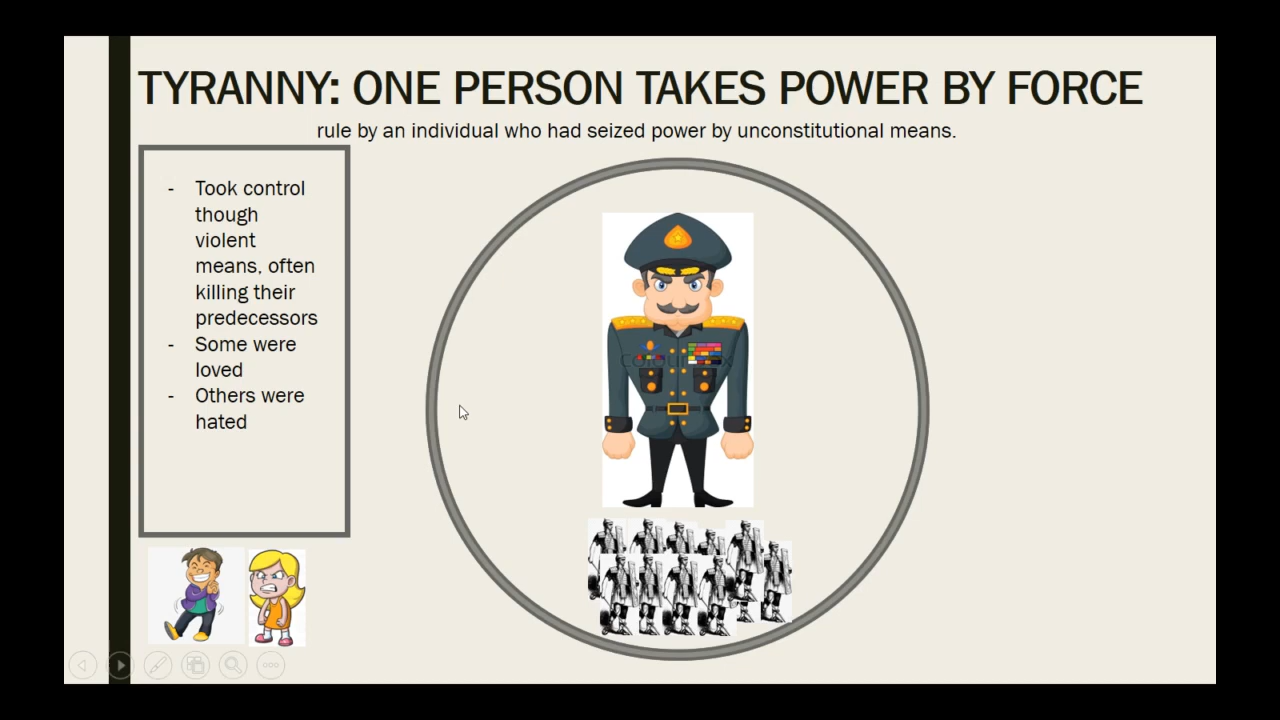 TYRANNY: ONE PERSON TAKES POWER BY FORCE
rule by an individual who had seized power by unconstitutional means.
- Took control
though
violent
means, often
killing their
predecessors
- Some were
loved
- Others were
hated